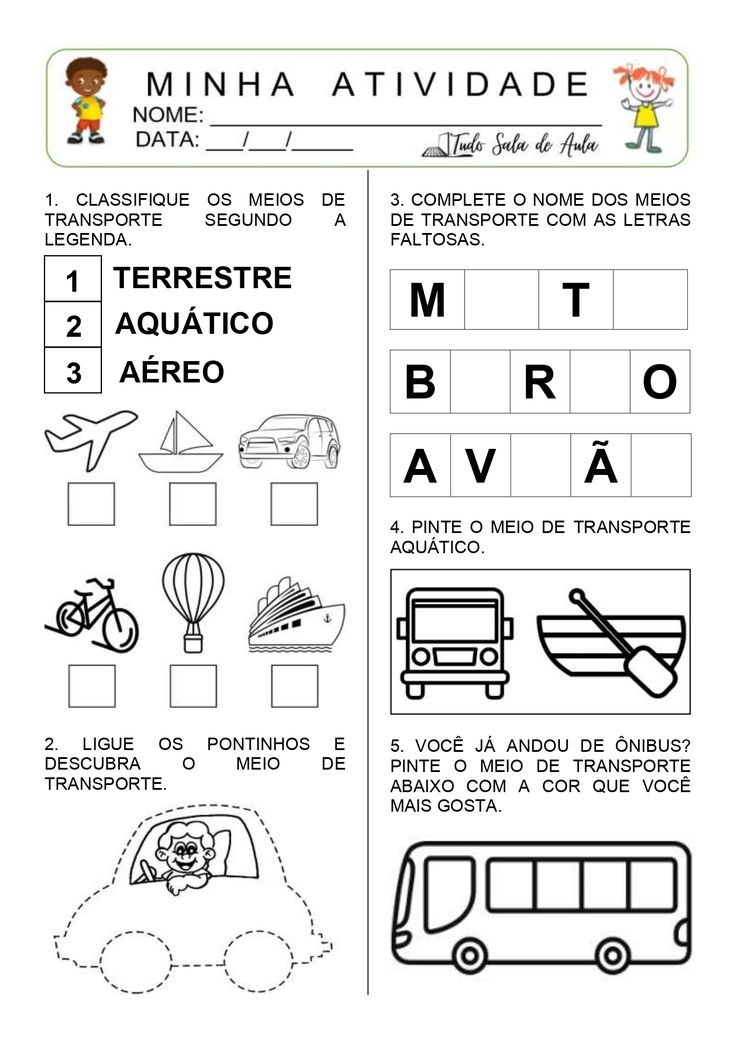 MINHA ATIVIDADE
NOME: ______________________________
DATA: ___/___/_____
Tudo Sala de Aula
1. CLASSIFIQUE OS MEIOS DE
TRANSPORTE SEGUNDO A
LEGENDA.
1 TERRESTRE
2 AQUÁTICO
3 AÉREO
2. LIGUE OS PONTINHOS E
DESCUBRA O MEIO DE
TRANSPORTE.
3. COMPLETE O NOME DOS MEIOS
DE TRANSPORTE COM AS LETRAS
FALTOSAS.
M T
B R O
A V Ã
4. PINTE O MEIO DE TRANSPORTE
AQUÁTICO.
5. VOCÊ JÁ ANDOU DE ÔNIBUS?
PINTE O MEIO DE TRANSPORTE
ABAIXO COM A COR QUE VOCÊ
MAIS GOSTA.